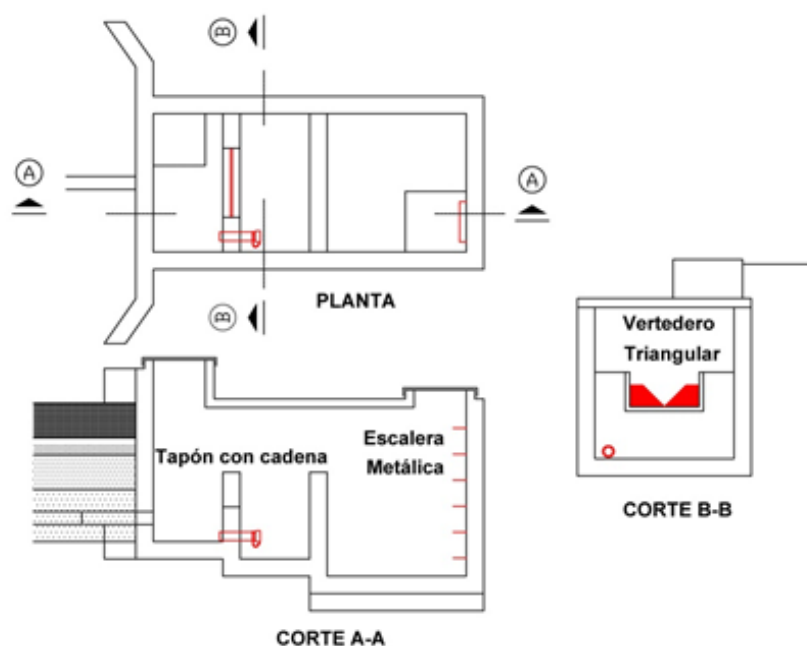 B
A
A
PLANTA
B
Vertedero
Triangular
Tapón con cadena
Escalera
Metálica
CORTE B-B
CORTE A-A